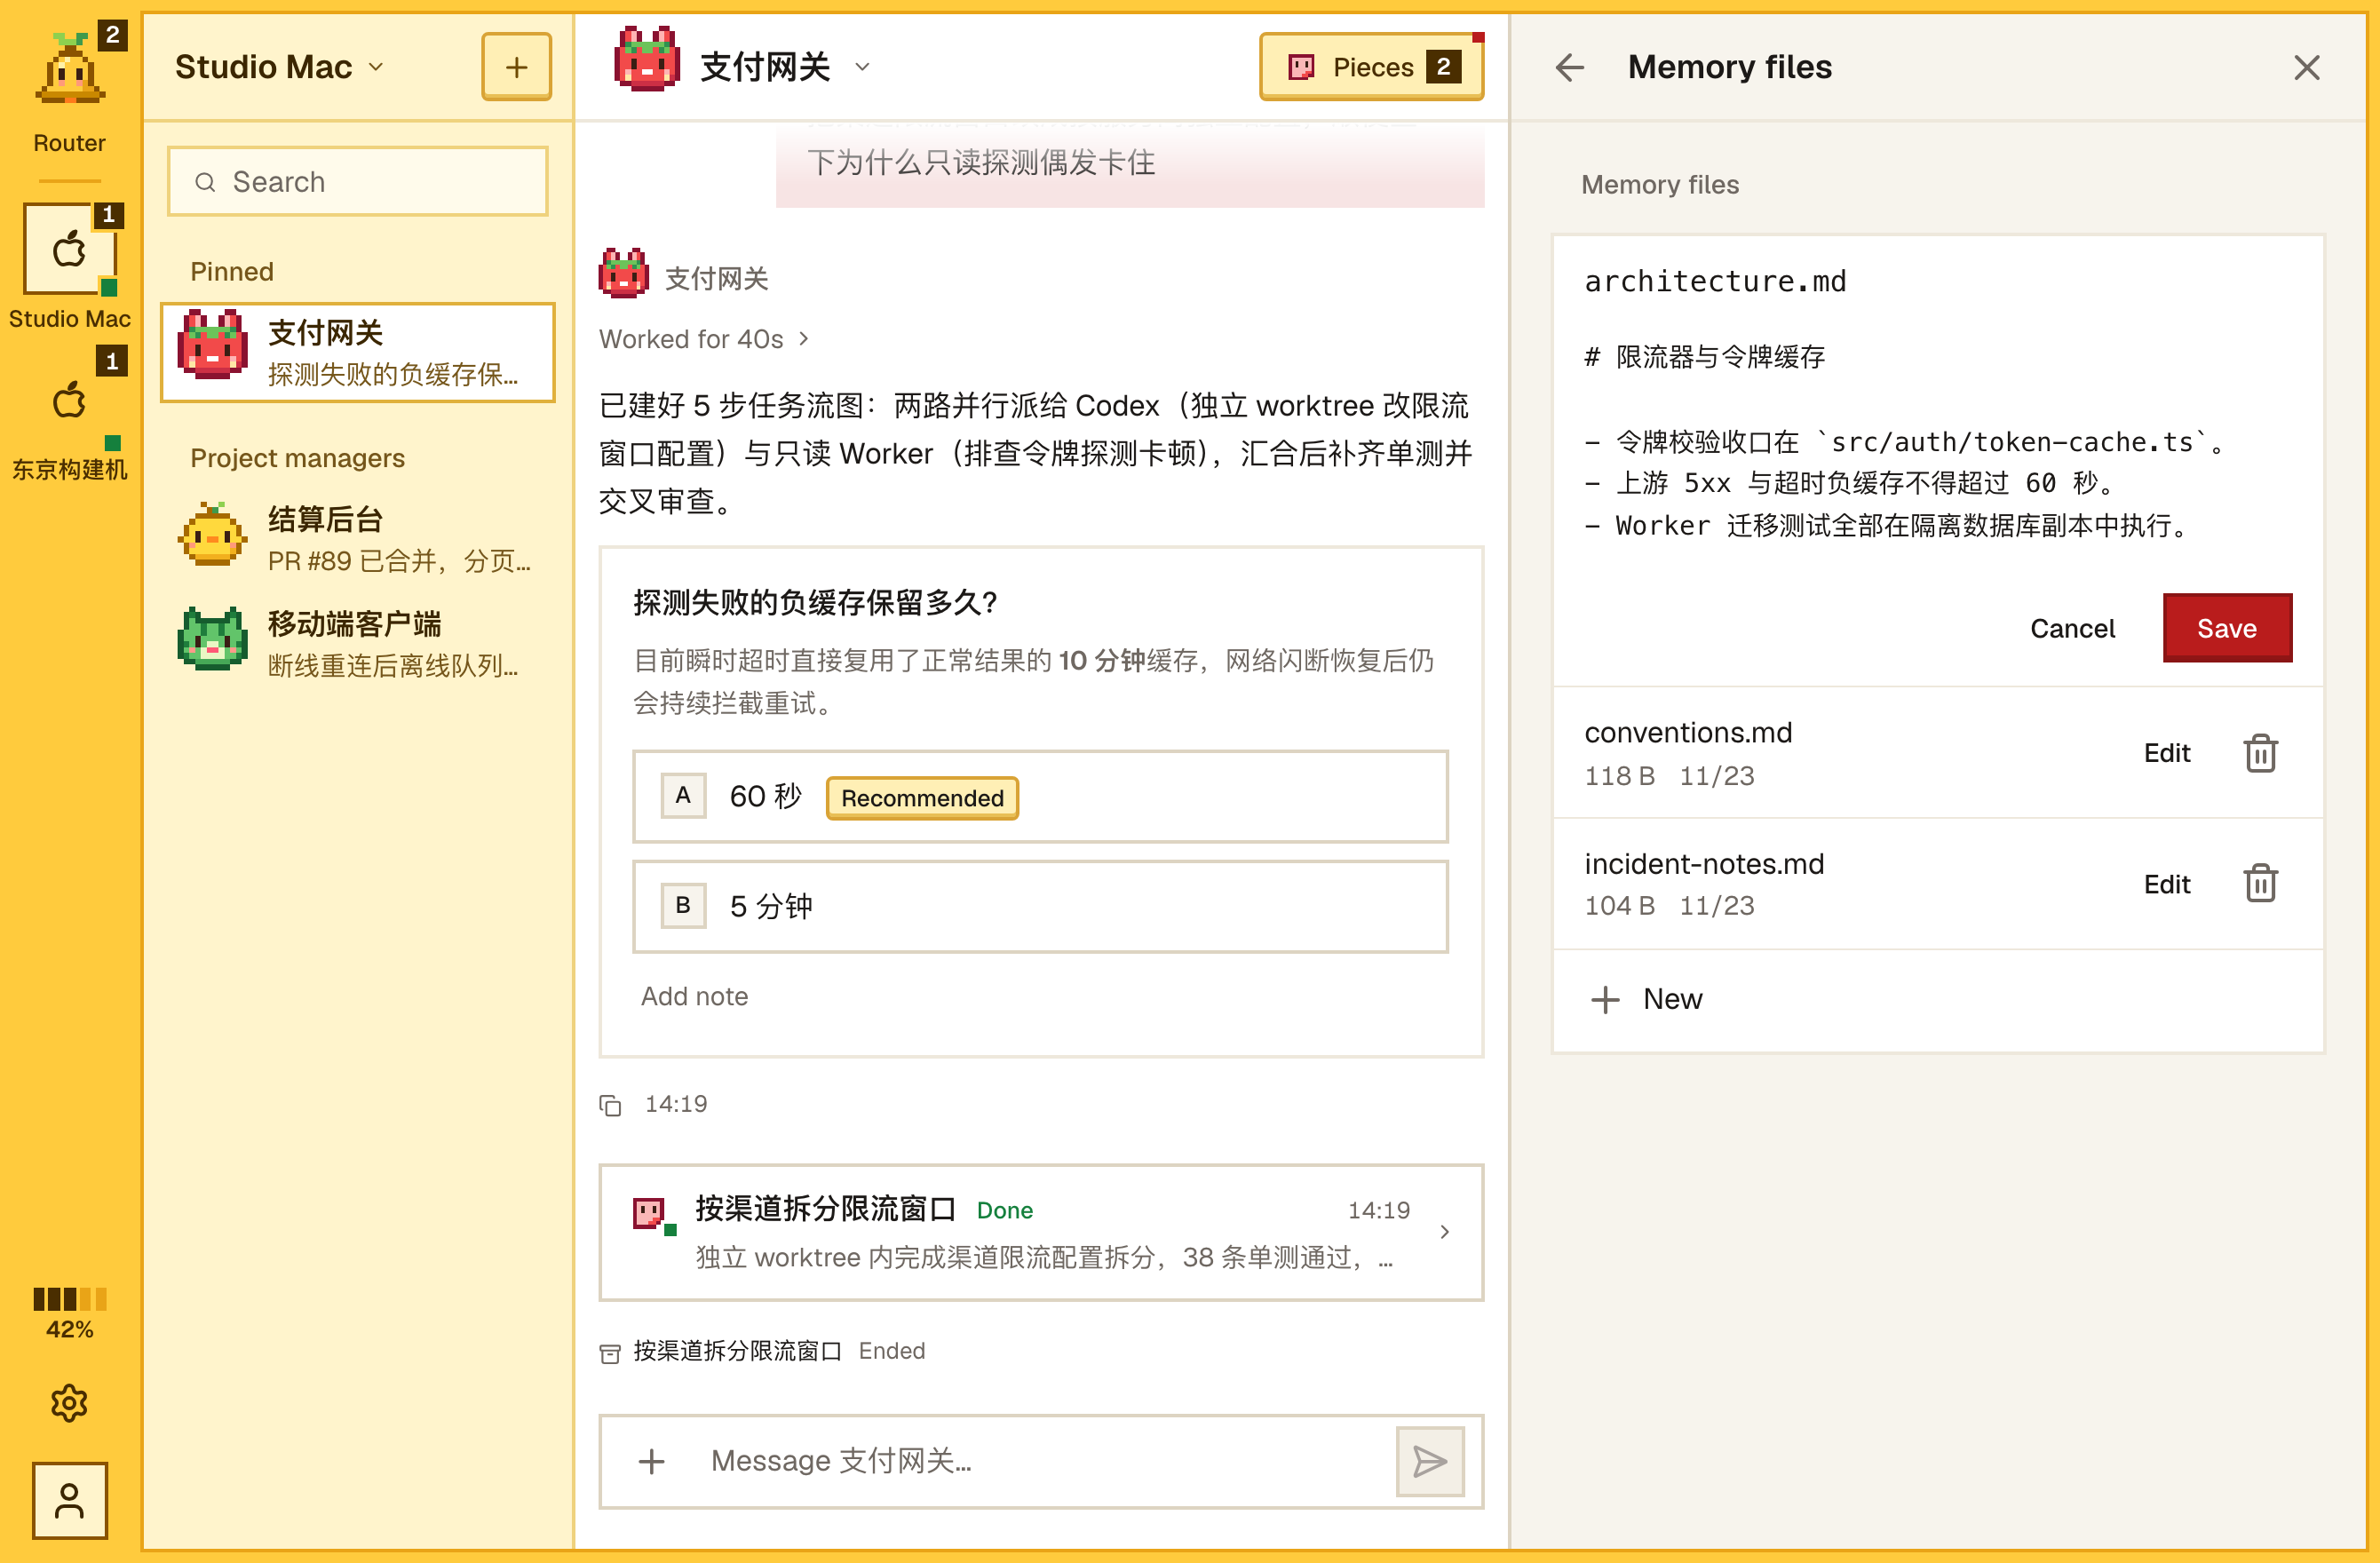 2
Router
1
Studio Mac
1
东京构建机
42%
Studio Mac
Search
Pinned
支付网关
探测失败的负缓存保...
Project managers
结算后台
PR #89 已合并，分页...
移动端客户端
断线重连后离线队列...
支付网关
Pieces 2
下为什么只读探测偶发卡住
支付网关
Worked for 40s
已建好 5 步任务流图：两路并行派给 Codex（独立 worktree 改限流
窗口配置）与只读 Worker（排查令牌探测卡顿），汇合后补齐单测并
交叉审查。
探测失败的负缓存保留多久？
目前瞬时超时直接复用了正常结果的 10 分钟缓存，网络闪断恢复后仍
会持续拦截重试。
A 60 秒 Recommended
B 5 分钟
Add note
14:19
按渠道拆分限流窗口 Done 14:19
独立 worktree 内完成渠道限流配置拆分，38 条单测通过，...
按渠道拆分限流窗口 Ended
Message 支付网关...
Memory files
Memory files
architecture.md
# 限流器与令牌缓存
- 令牌校验收口在 `src/auth/token-cache.ts`。
- 上游 5xx 与超时负缓存不得超过 60 秒。
- Worker 迁移测试全部在隔离数据库副本中执行。
Cancel Save
conventions.md
118 B 11/23
Edit
incident-notes.md
104 B 11/23
Edit
New